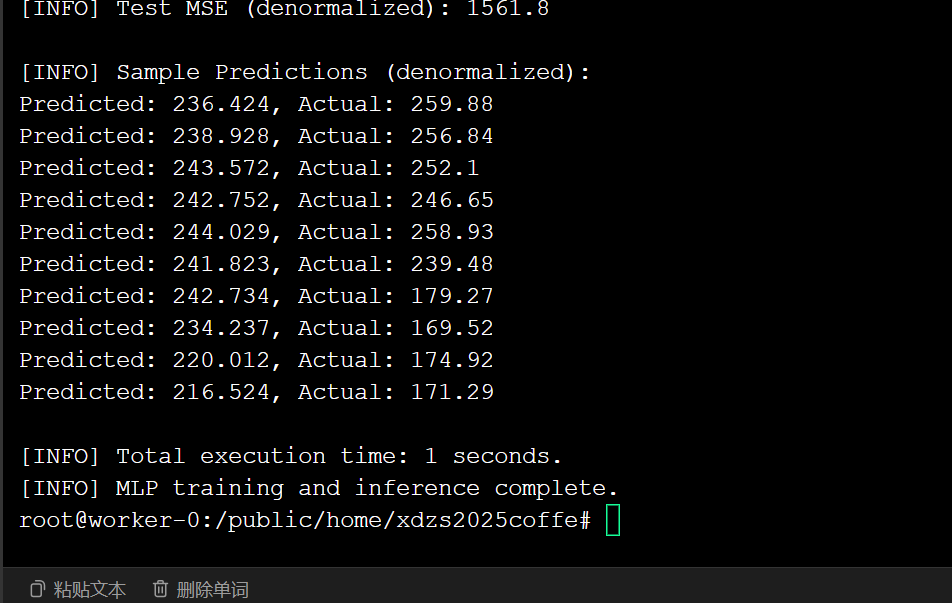 [INFO] Test MSE (denormalized): 1561.8
[INFO] Sample Predictions (denormalized):
Predicted: 236.424, Actual: 259.88
Predicted: 238.928, Actual: 256.84
Predicted: 243.572, Actual: 252.1
Predicted: 242.752, Actual: 246.65
Predicted: 244.029, Actual: 258.93
Predicted: 241.823, Actual: 239.48
Predicted: 242.734, Actual: 179.27
Predicted: 234.237, Actual: 169.52
Predicted: 220.012, Actual: 174.92
Predicted: 216.524, Actual: 171.29
[INFO] Total execution time: 1 seconds.
[INFO] MLP training and inference complete.
root@worker-0:/public/home/xdzs2025coffe#
粘贴文本 删除单词